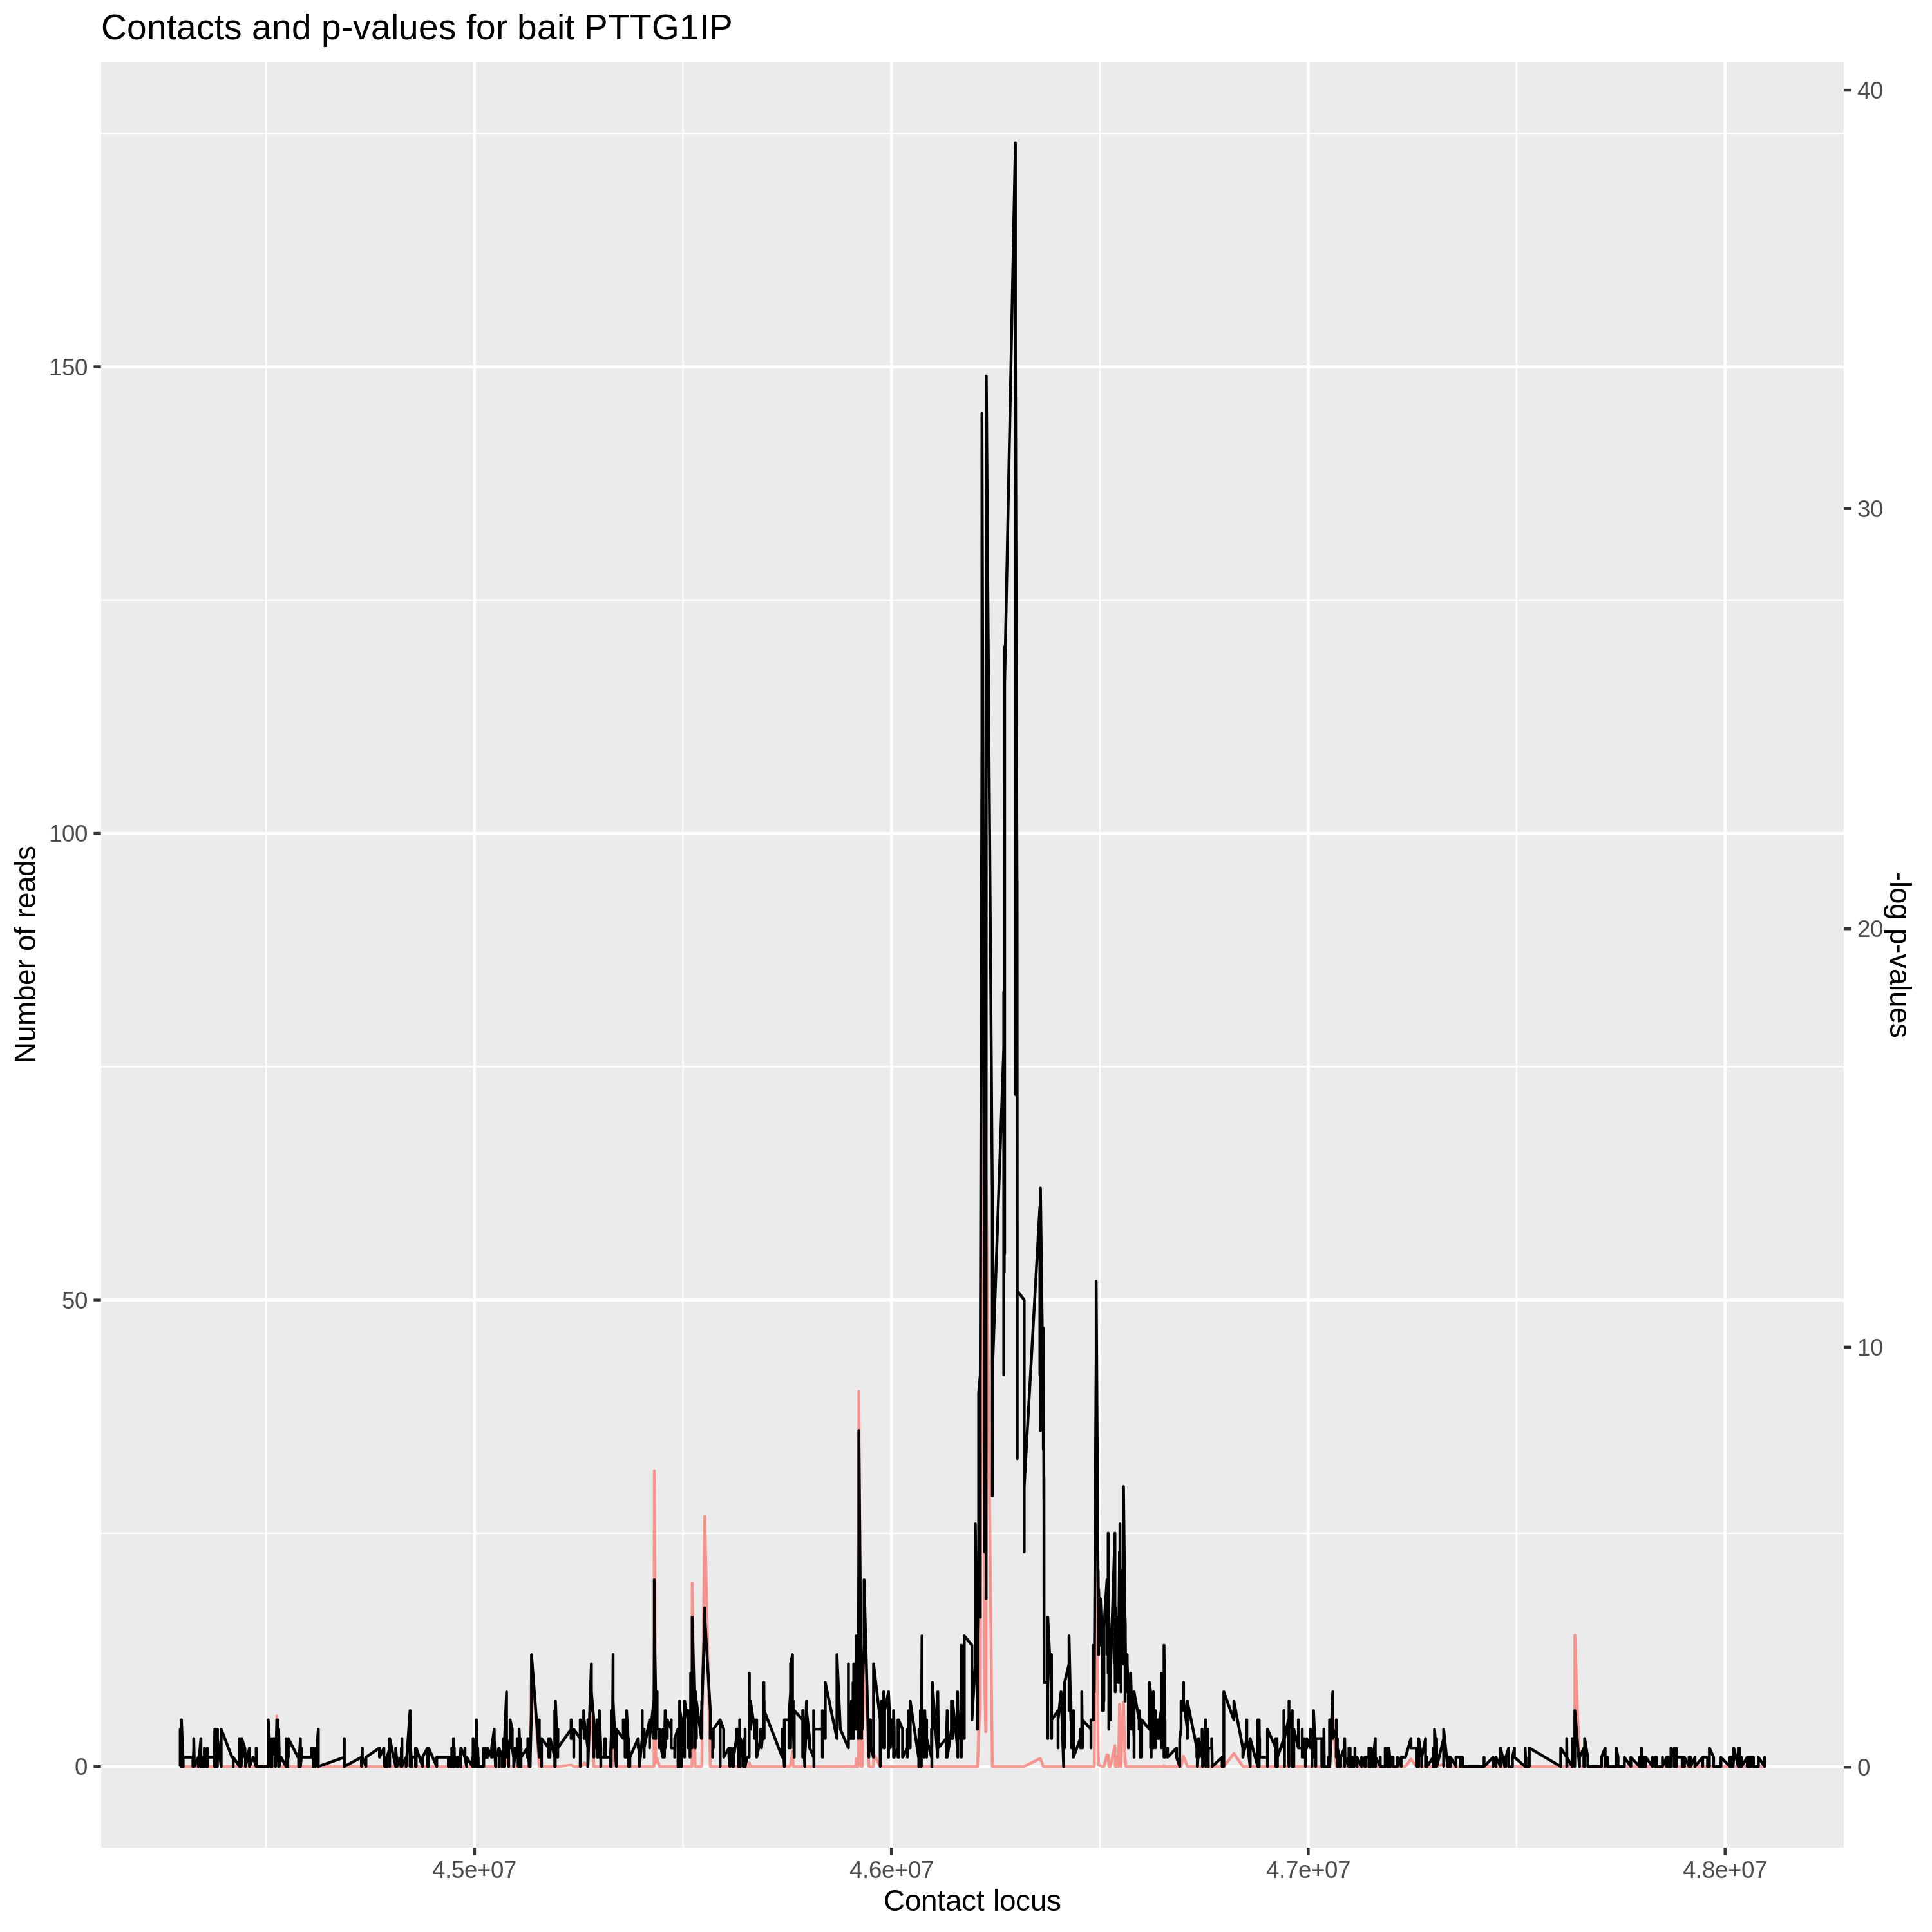 Contacts and p-values for bait PTTG1IP
150
100
50
0
40
30
20
10
0
Number of reads
-log p-values
4.5e+07
4.6e+07
4.7e+07
4.8e+07
Contact locus